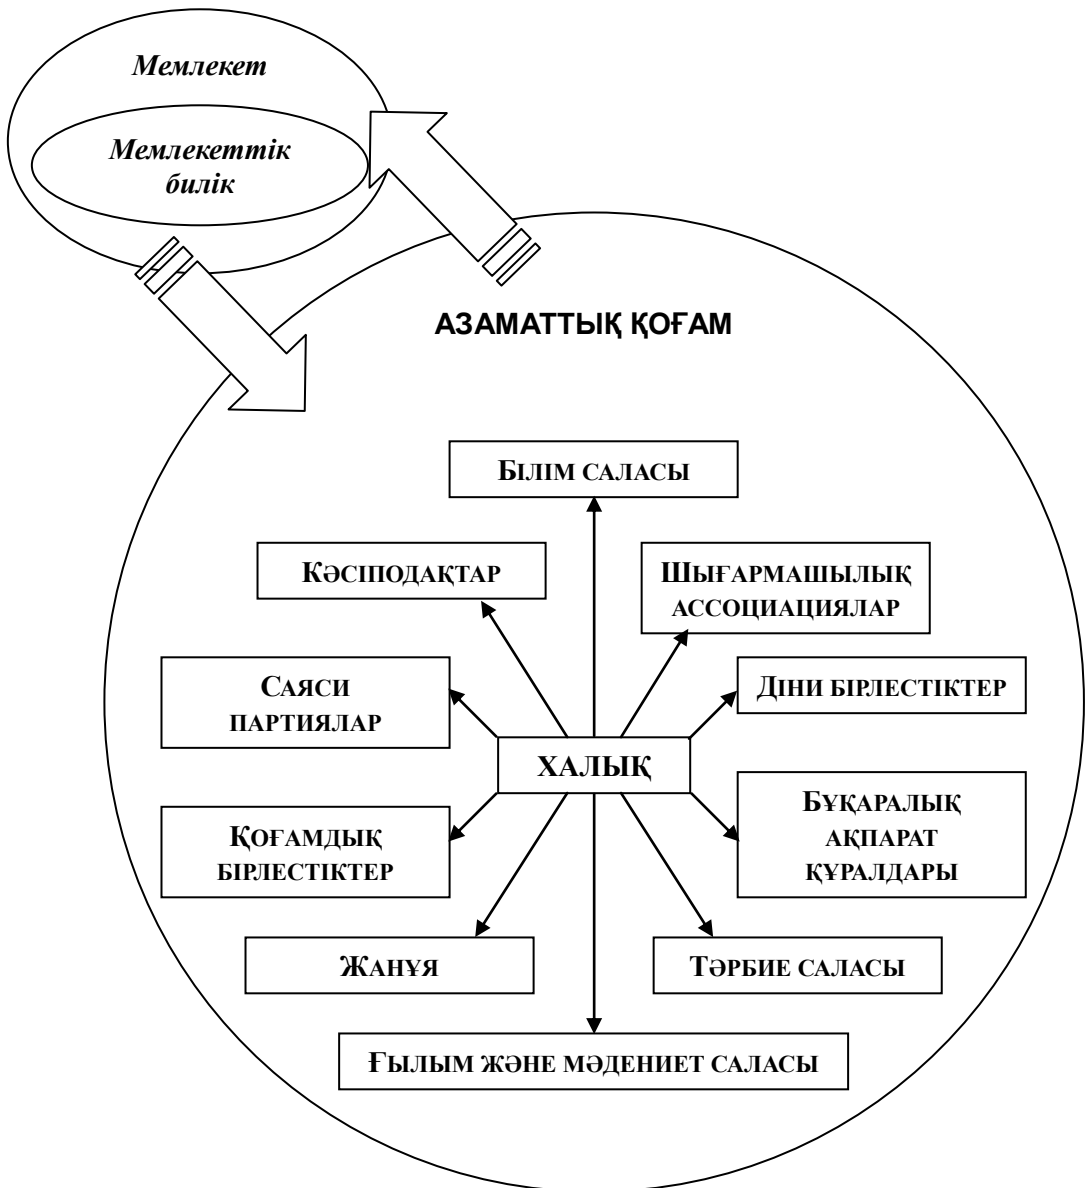 Мемлекет
Мемлекеттік
билік
АЗАМАТТЫҚ ҚОҒАМ
БІЛІМ САЛАСЫ
КӘСІПОДАҚТАР
ШЫҒАРМАШЫЛЫҚ
АССОЦИАЦИЯЛАР
САЯСИ
ПАРТИЯЛАР
ДІНИ БІРЛЕСТІКТЕР
ХАЛЫҚ
ҚОҒАМДЫҚ
БІРЛЕСТІКТЕР
БҰҚАРАЛЫҚ
АҚПАРАТ
ҚҰРАЛДАРЫ
ЖАНҰЯ
ТӘРБИЕ САЛАСЫ
ҒЫЛЫМ ЖӘНЕ МӘДЕНИЕТ САЛАСЫ